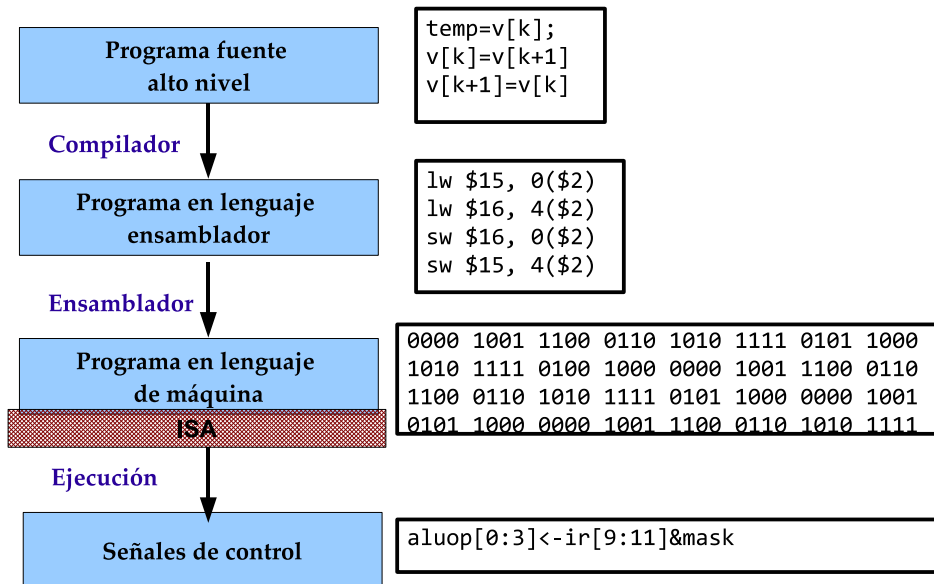 Programa fuente
alto nivel
temp=v[k];
v[k]=v[k+1]
v[k+1]=v[k]
Compilador
Programa en lenguaje
ensamblador
lw $15, 0($2)
lw $16, 4($2)
sw $16, 0($2)
sw $15, 4($2)
Ensamblador
Programa en lenguaje
de máquina
0000 1001 1100 0110 1010 1111 0101 1000
1010 1111 0100 1000 0000 1001 1100 0110
1100 0110 1010 1111 0101 1000 0000 1001
0101 1000 0000 1001 1100 0110 1010 1111
ISA
Ejecución
Señales de control
aluop[0:3]<-ir[9:11]&mask